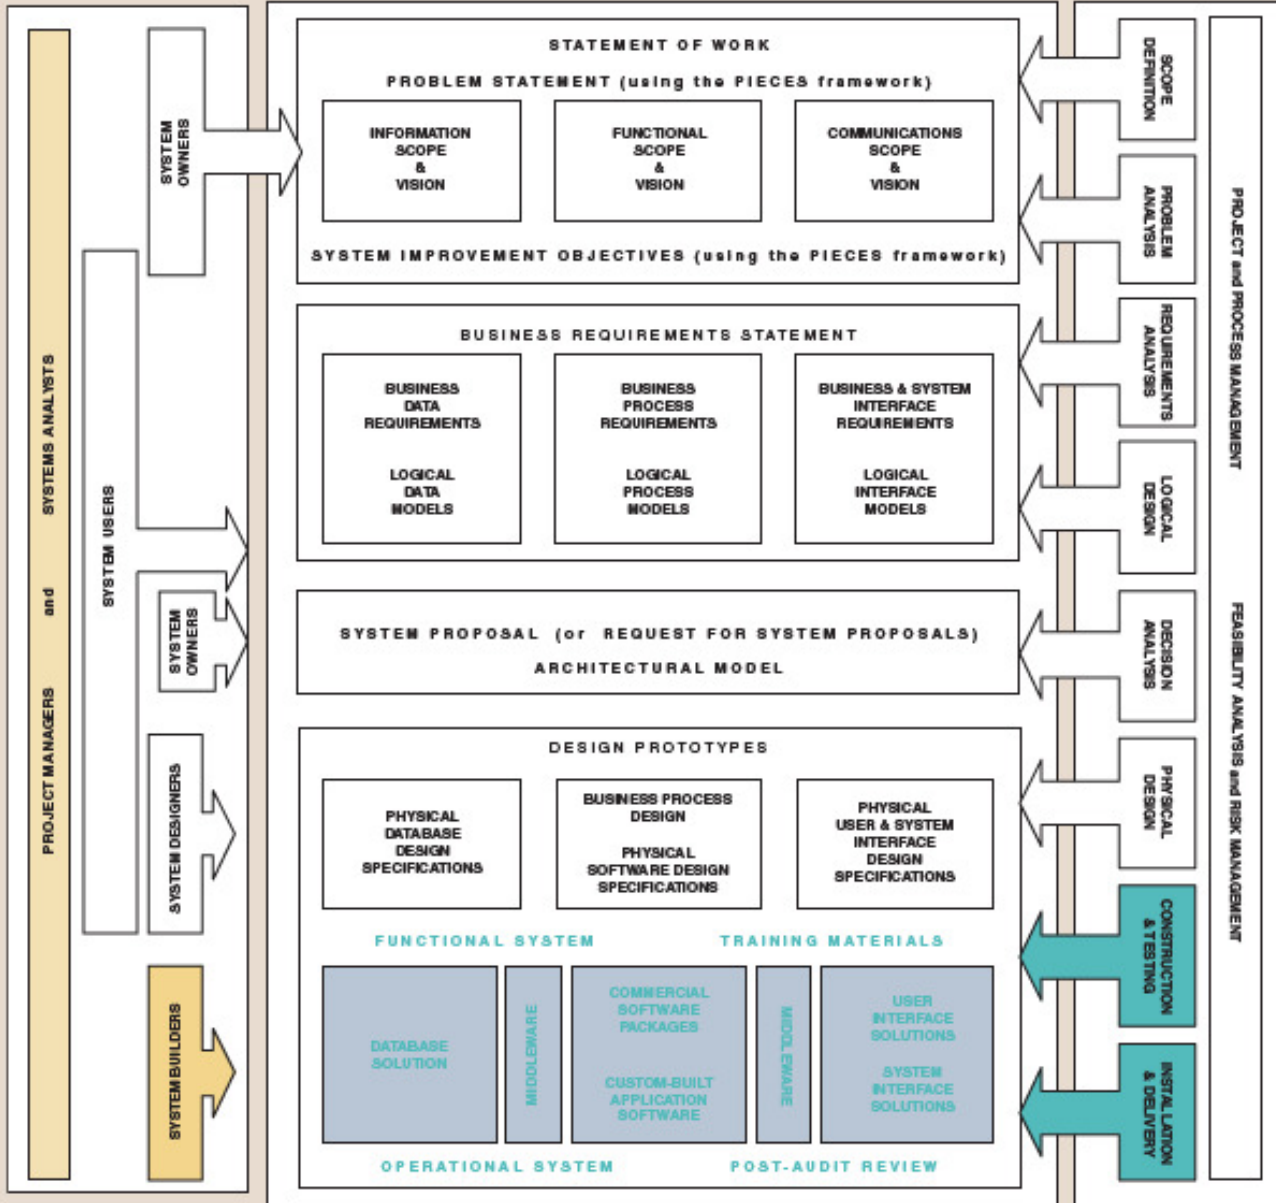 SYSTEMS ANALYSTS
and
PROJECT MANAGERS
SYSTEM USERS
SYSTEM
OWNERS
SYSTEM
OWNERS
SYSTEM DESIGNERS
SYSTEM BUILDERS
STATEMENT OF WORK
PROBLEM STATEMENT (using the PIECES framework)
INFORMATION
SCOPE
&
VISION
FUNCTIONAL
SCOPE
&
VISION
COMMUNICATIONS
SCOPE
&
VISION
SYSTEM IMPROVEMENT OBJECTIVES (using the PIECES framework)
BUSINESS REQUIREMENTS STATEMENT
BUSINESS
DATA
REQUIREMENTS
LOGICAL
DATA
MODELS
BUSINESS
PROCESS
REQUIREMENTS
LOGICAL
PROCESS
MODELS
BUSINESS & SYSTEM
INTERFACE
REQUIREMENTS
LOGICAL
INTERFACE
MODELS
SYSTEM PROPOSAL (or REQUEST FOR SYSTEM PROPOSALS)
ARCHITECTURAL MODEL
DESIGN PROTOTYPES
PHYSICAL
DATABASE
DESIGN
SPECIFICATIONS
BUSINESS PROCESS
DESIGN
PHYSICAL
SOFTWARE DESIGN
SPECIFICATIONS
PHYSICAL
USER & SYSTEM
INTERFACE
DESIGN
SPECIFICATIONS
FUNCTIONAL SYSTEM
TRAINING MATERIALS
DATABASE
SOLUTION
MIDDLEWARE
COMMERCIAL
SOFTWARE
PACKAGES
CUSTOM-BUILT
APPLICATION
SOFTWARE
MIDDLEWARE
USER
INTERFACE
SOLUTIONS
SYSTEM
INTERFACE
SOLUTIONS
OPERATIONAL SYSTEM
POST-AUDIT REVIEW
SCOPE
DEFINITION
PROBLEM
ANALYSIS
REQUIREMENTS
ANALYSIS
LOGICAL
DESIGN
DECISION
ANALYSIS
PHYSICAL
DESIGN
CONSTRUCTION
& TESTING
INSTALLATION
& DELIVERY
PROJECT and PROCESS MANAGEMENT
FEASIBILITY ANALYSIS and RISK MANAGEMENT